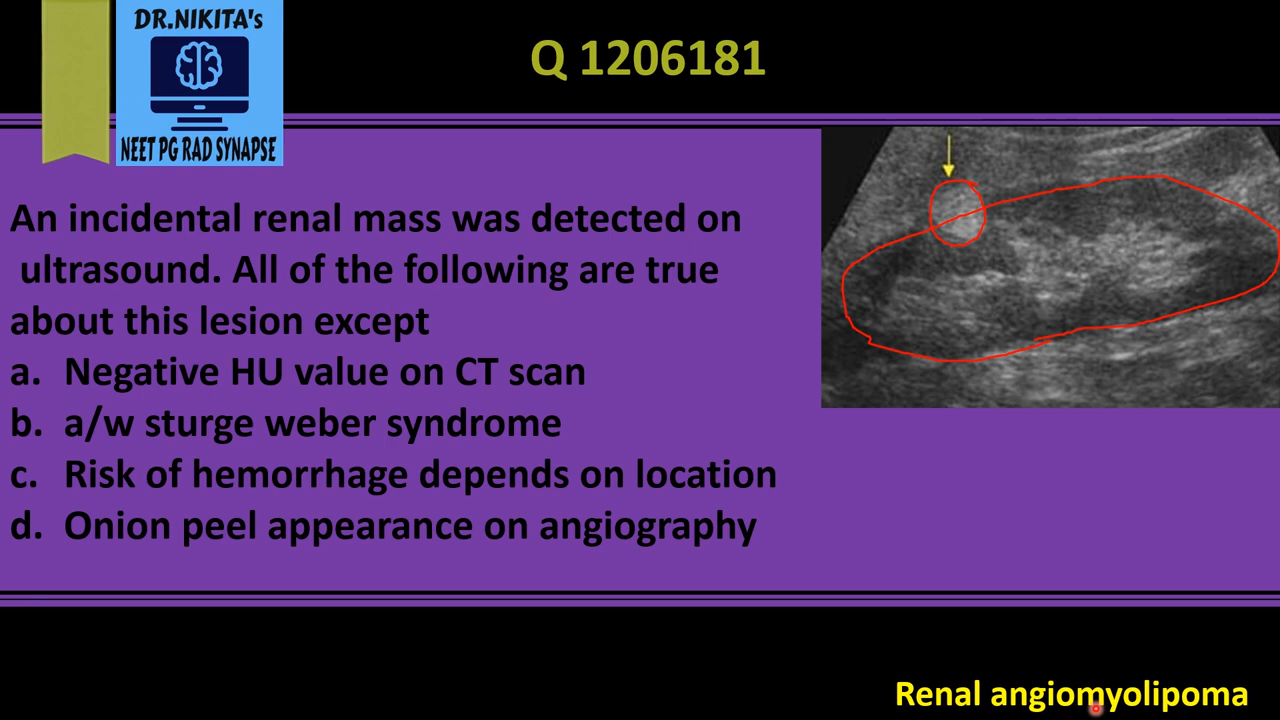 DR.NIKITA's
NEET PG RAD SYNAPSE
Q 1206181
An incidental renal mass was detected on
ultrasound. All of the following are true
about this lesion except
a. Negative HU value on CT scan
b. a/w sturge weber syndrome
c. Risk of hemorrhage depends on location
d. Onion peel appearance on angiography
Renal angiomyolipoma